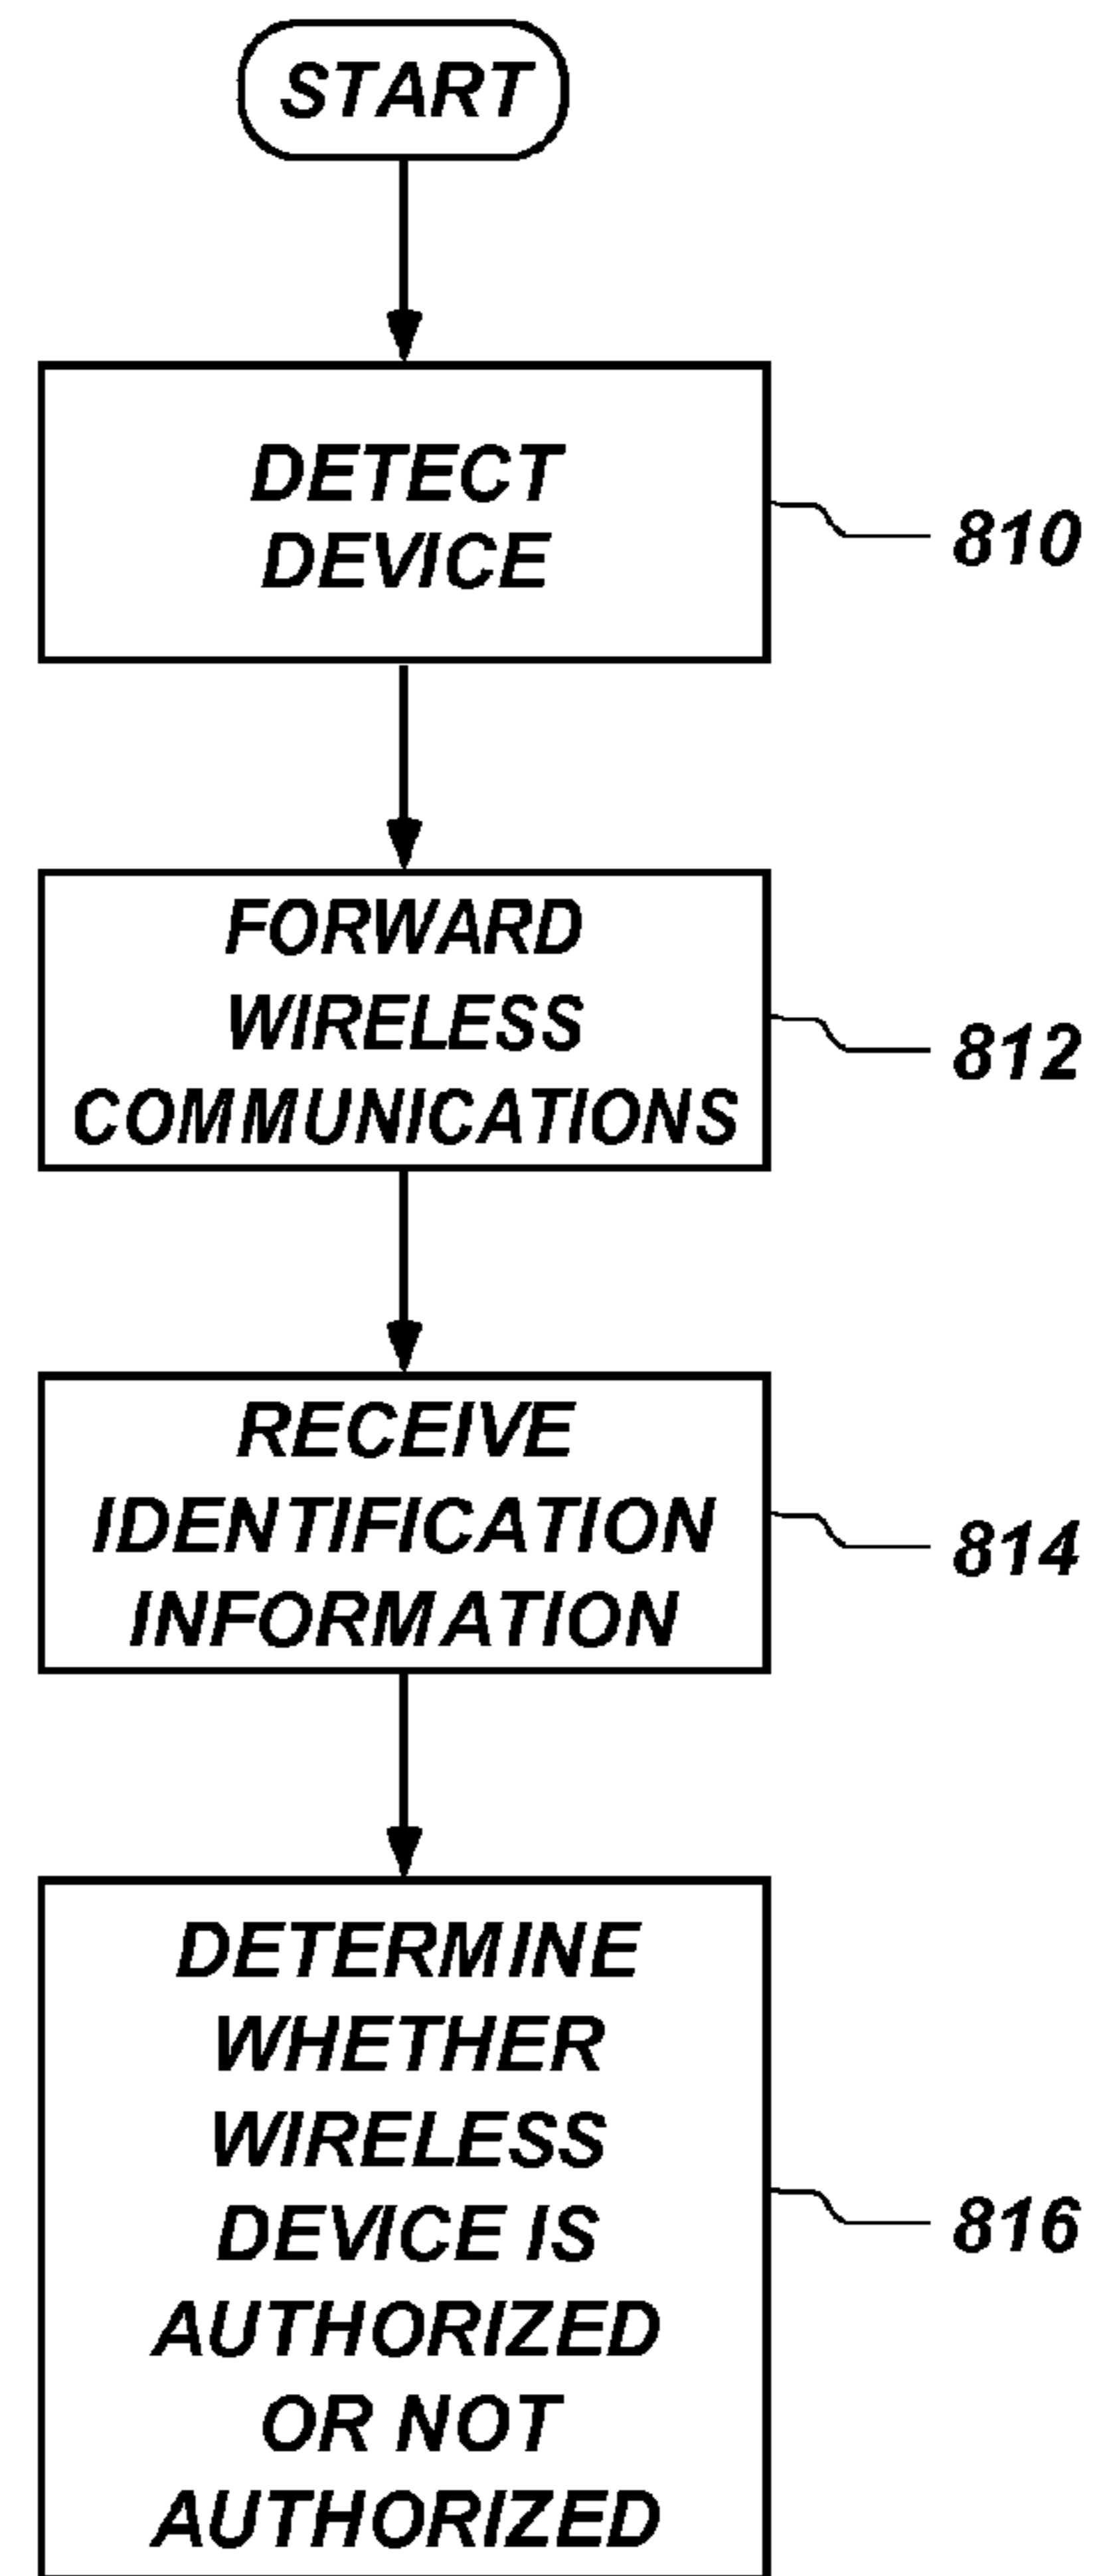 START
DETECT
DEVICE
810
FORWARD
WIRELESS
COMMUNICATIONS
812
RECEIVE
IDENTIFICATION
INFORMATION
814
DETERMINE
WHETHER
WIRELESS
DEVICE IS
AUTHORIZED
OR NOT
AUTHORIZED
816